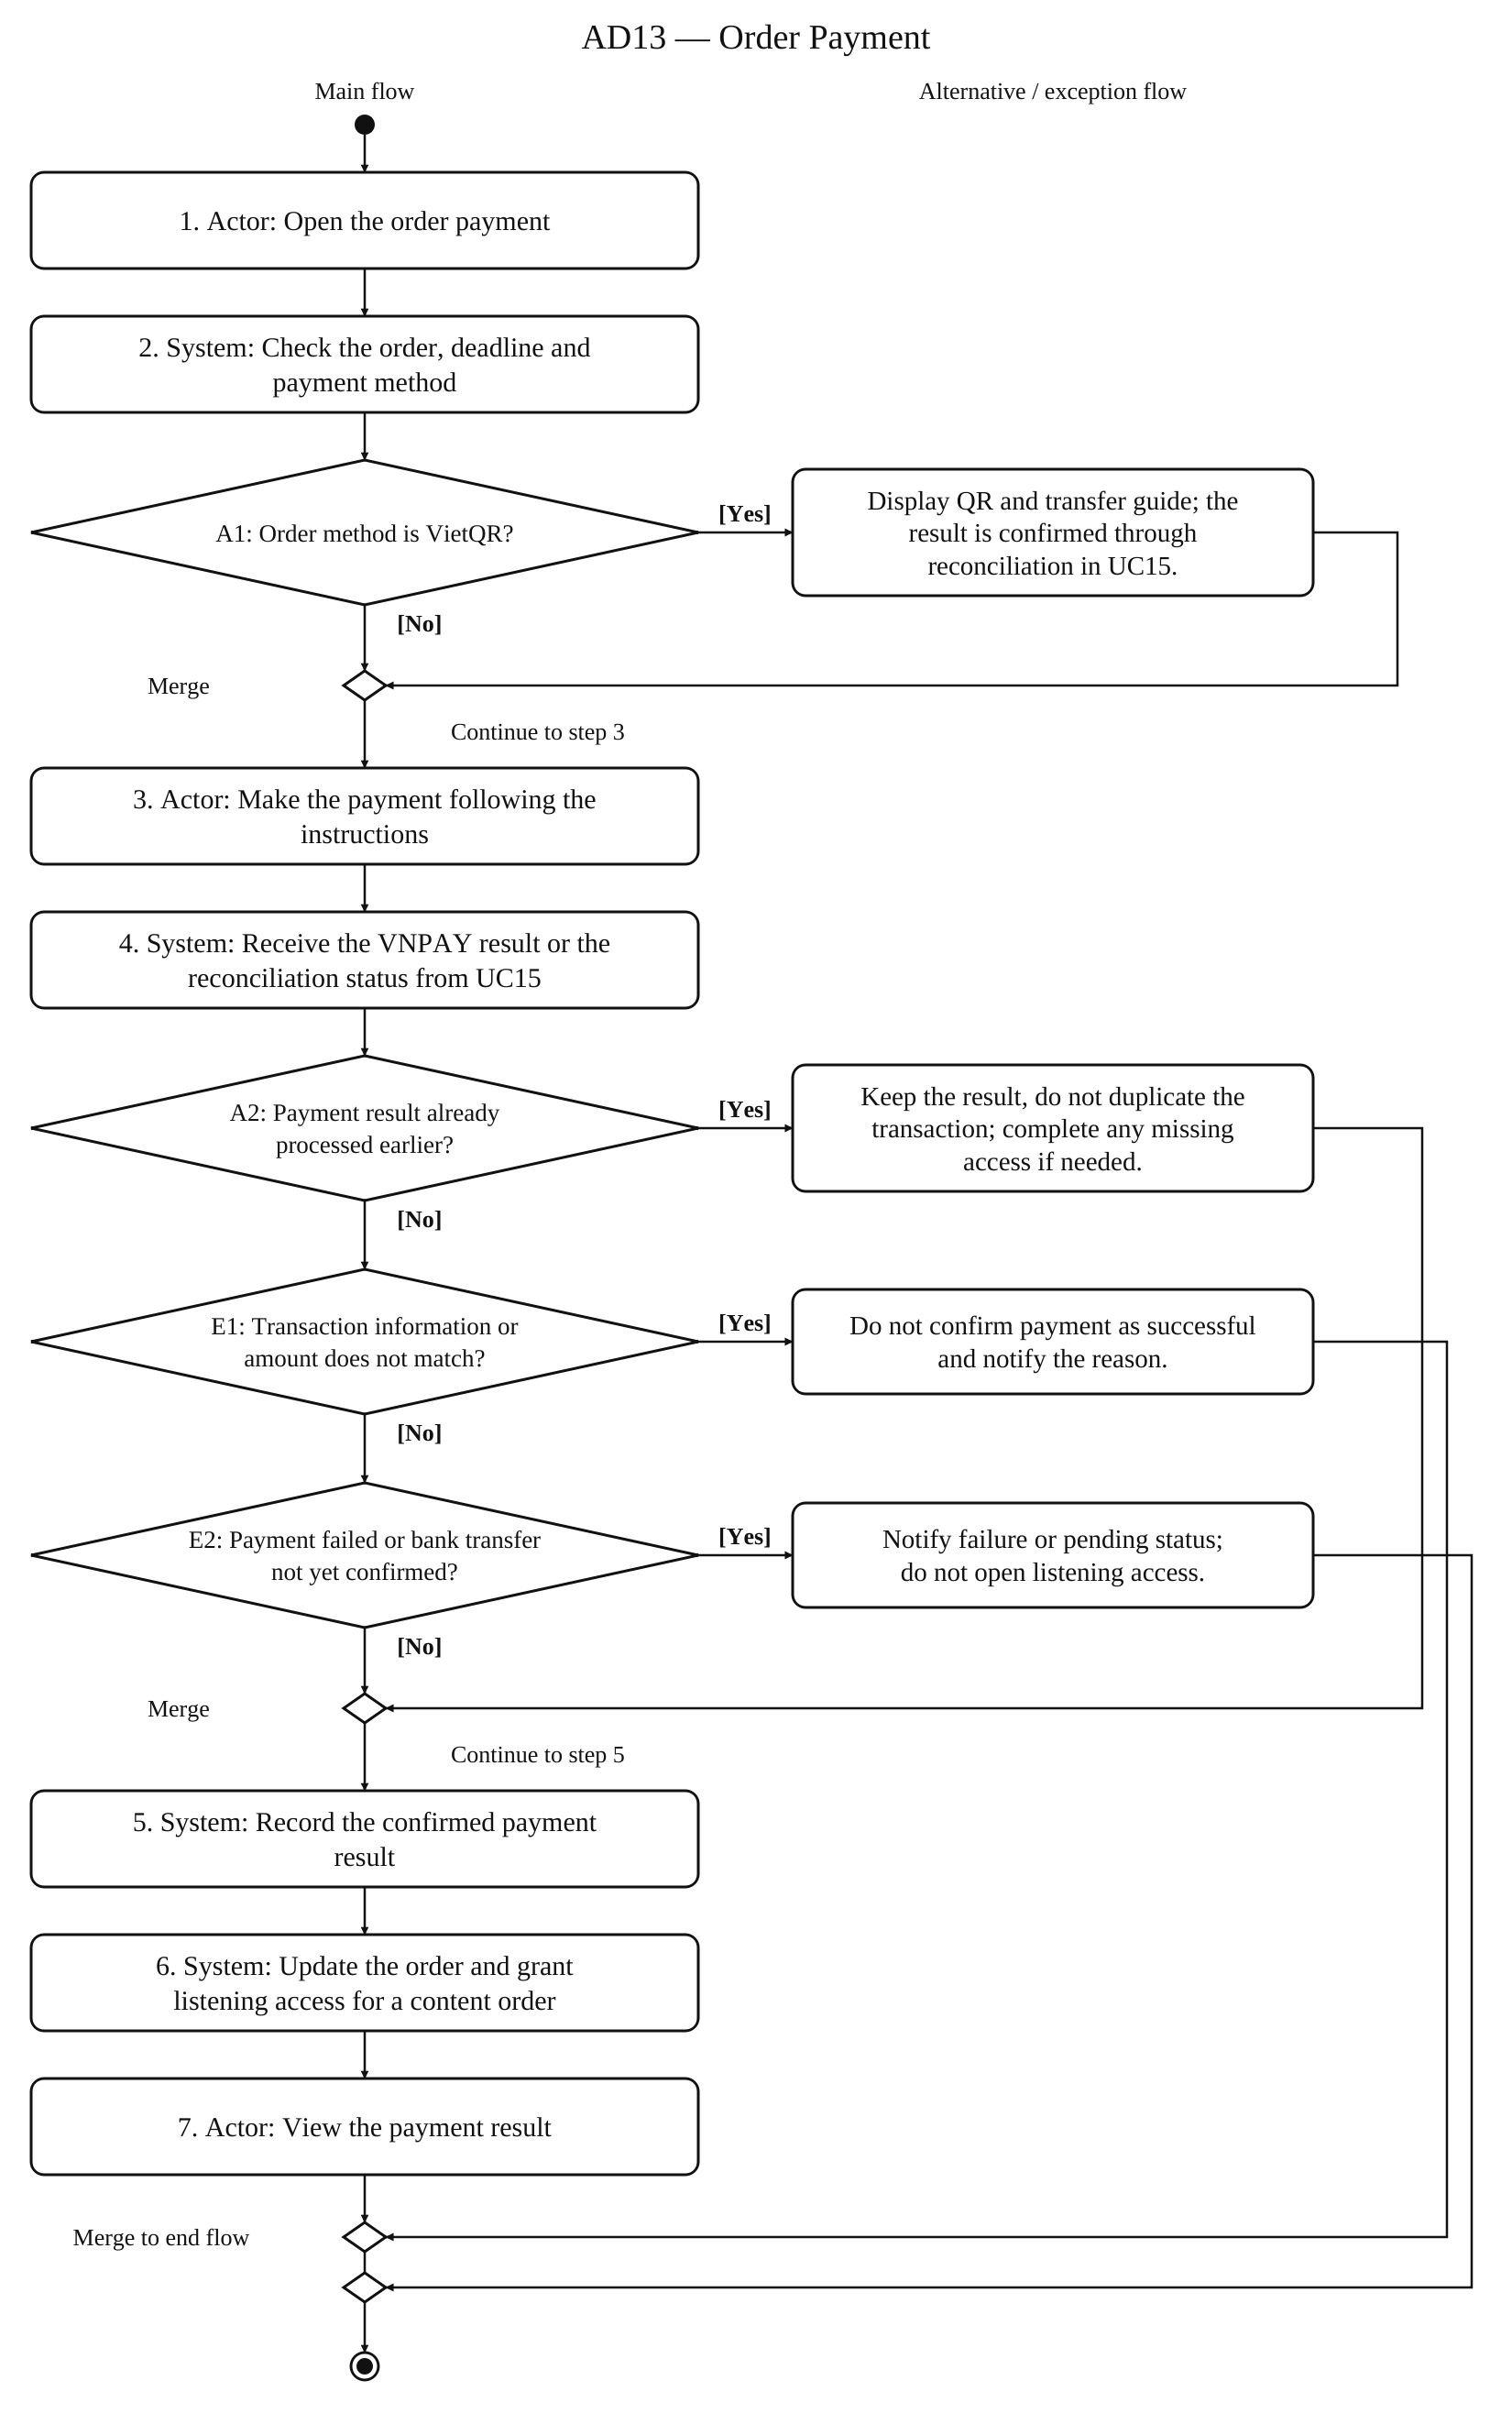 AD13 — Order Payment
Main flow
Alternative / exception flow
1. Actor: Open the order payment
2. System: Check the order, deadline and
payment method
A1: Order method is VietQR?
[Yes]
Display QR and transfer guide; the
result is confirmed through
reconciliation in UC15.
[No]
Merge
Continue to step 3
3. Actor: Make the payment following the
instructions
4. System: Receive the VNPAY result or the
reconciliation status from UC15
A2: Payment result already
processed earlier?
[Yes]
Keep the result, do not duplicate the
transaction; complete any missing
access if needed.
[No]
E1: Transaction information or
amount does not match?
[Yes]
Do not confirm payment as successful
and notify the reason.
[No]
E2: Payment failed or bank transfer
not yet confirmed?
[Yes]
Notify failure or pending status;
do not open listening access.
[No]
Merge
Continue to step 5
5. System: Record the confirmed payment
result
6. System: Update the order and grant
listening access for a content order
7. Actor: View the payment result
Merge to end flow